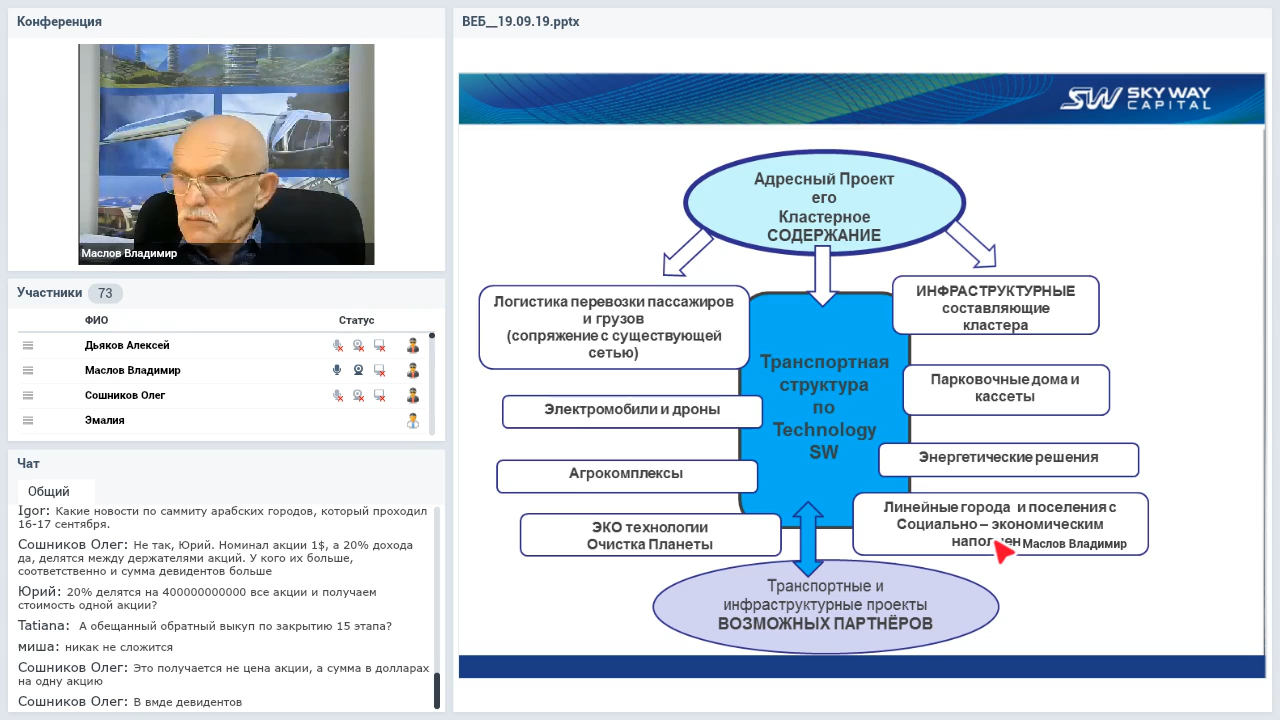 Конференция
Маслов Владимир
Участники 73
ФИО Статус
Дьяков Алексей
Маслов Владимир
Сошников Олег
Эмалия
Чат
Общий
Igor: Какие новости по саммиту арабских городов, который проходил
16-17 сентября.
Сошников Олег: Не так, Юрий. Номинал акции 1$, а 20% дохода
да, делятся между держателями акций. У кого их больше,
соответственно и сумма девидентов больше
Юрий: 20% делятся на 400000000000 все акции и получаем
стоимость одной акции?
Tatiana: А обещанный обратный выкуп по закрытию 15 этапа?
миша: никак не сложится
Сошников Олег: Это получается не цена акции, а сумма в долларах
на одну акцию
Сошников Олег: В вмде девидентов
ВЕБ__19.09.19.pptx
SW SKY WAY
CAPITAL
Адресный Проект
его
Кластерное
СОДЕРЖАНИЕ
Логистика перевозки пассажиров
и грузов
(сопряжение с существующей
сетью)
Электромобили и дроны
Агрокомплексы
ЭКО технологии
Очистка Планеты
Транспортная
структура
по
Technology
SW
ИНФРАСТРУКТУРНЫЕ
составляющие
кластера
Парковочные дома и
кассеты
Энергетические решения
Линейные города и поселения с
Социально – экономическим
Маслов Владимир
Транспортные и
инфраструктурные проекты
ВОЗМОЖНЫХ ПАРТНЁРОВ